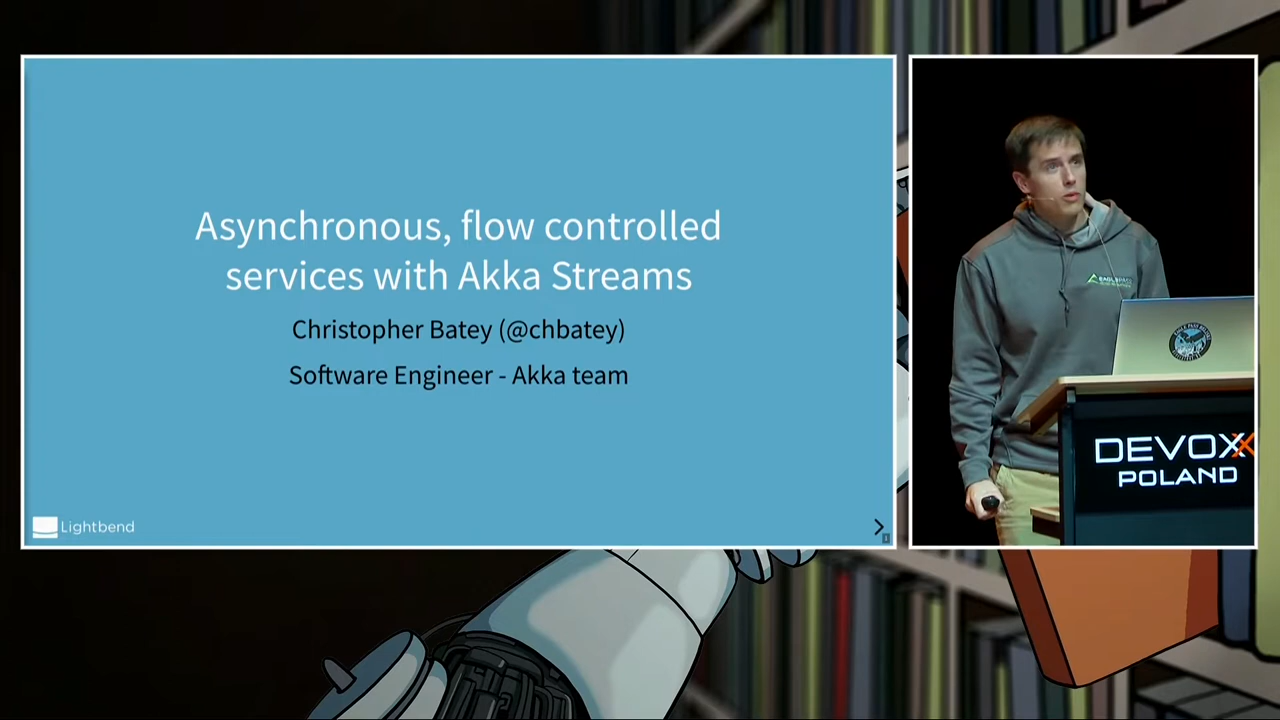 Asynchronous, flow controlled
services with Akka Streams
Christopher Batey (@chbatey)
Software Engineer - Akka team
Lightbend
DEVOXX
POLAND